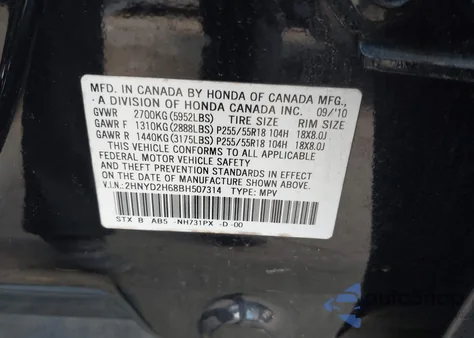 MFD. IN CANADA BY HONDA OF CANADA MFG.,
A DIVISION OF HONDA CANADA INC. 09/'10
GVWR 2700KG (5952LBS) TIRE SIZE RIM SIZE
GAWR F 1310KG (2888LBS) P255/55R18 104H 18X8.0J
GAWR R 1440KG (3175LBS) P255/55R18 104H 18X8.0J
THIS VEHICLE CONFORMS TO ALL APPLICABLE
FEDERAL MOTOR VEHICLE SAFETY
AND THEFT PREVENTION STANDARDS IN EFFECT ON
THE DATE OF MANUFACTURE SHOWN ABOVE.
V.I.N.: 2HNYD2H68BH507314 TYPE: MPV
STX B AB5 -NH731PX -D-00